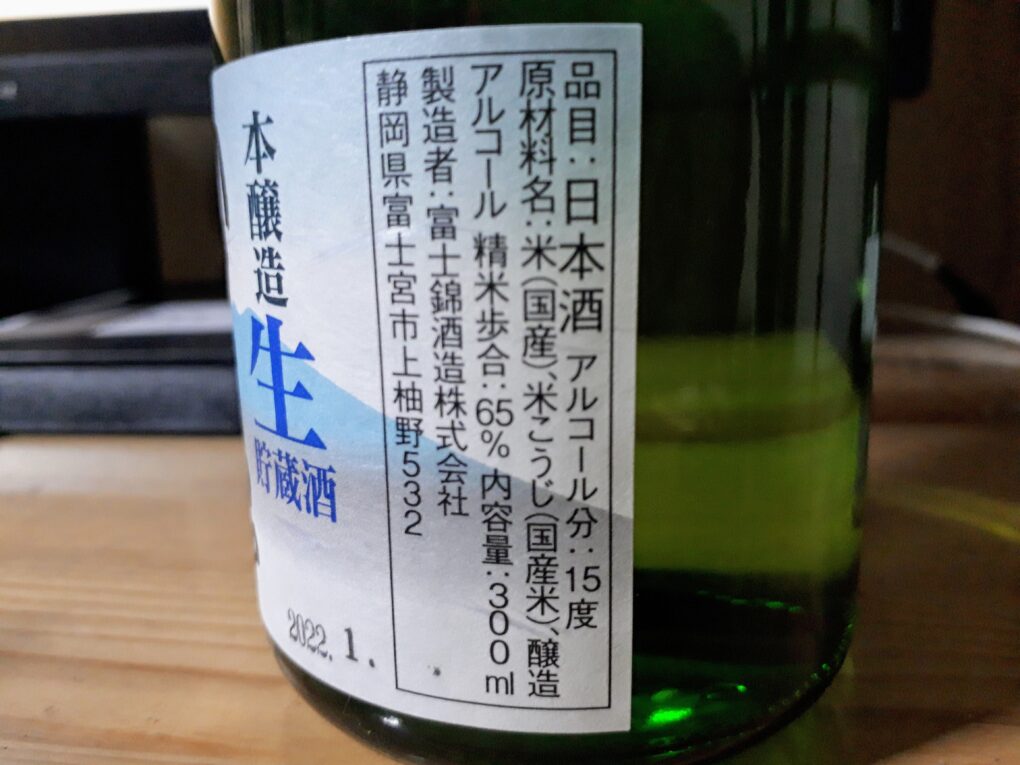 品目:日本酒 アルコール分:15度
原材料名:米(国産)、米こうじ(国産米)、醸造
アルコール 精米歩合:65% 内容量:300ml
製造者:富士錦酒造株式会社
静岡県富士宮市上柚野532
本醸造
生
貯蔵酒
2022.1.